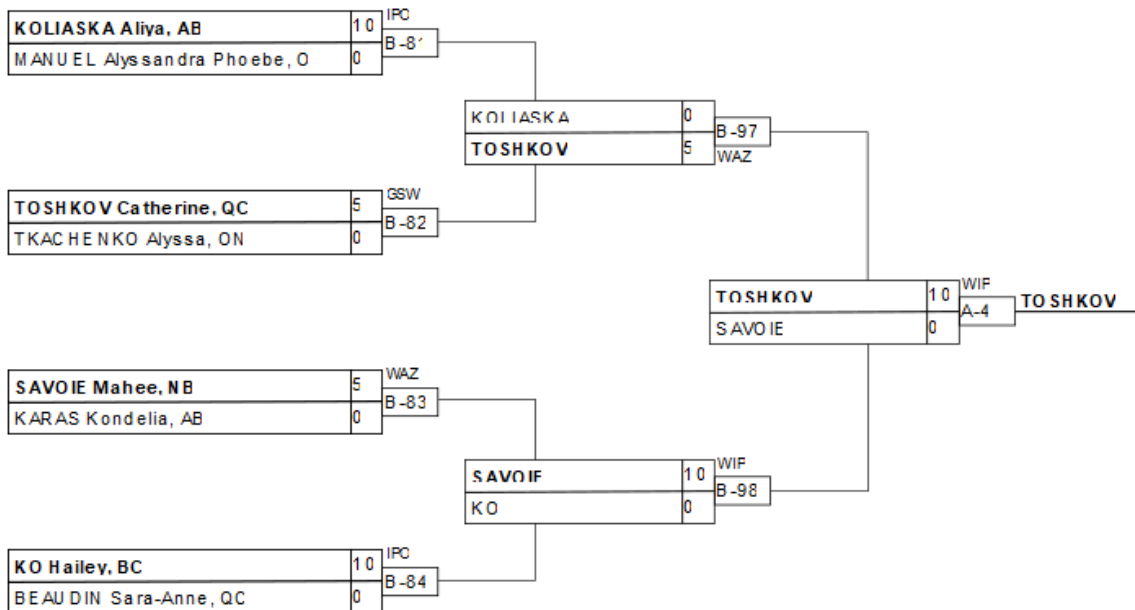 KOLIASKA Aliya, AB 10 IPO
MANUEL Alyssandra Phoebe, O 0 B-81
KOLIASKA 0
TOSHKOV 5 B-97 WAZ
TOSHKOV Catherine, QC 5 GSW
TKACHENKO Alyssa, ON 0 B-82
TOSHKOV 10 WIF
SAVOIE 0 A-4 TOSHKOV
SAVOIE Mahee, NB 5 WAZ
KARAS Kondelia, AB 0 B-83
SAVOIE 10 WIF
KO 0 B-98
KO Hailey, BC 10 IPO
BEAUDIN Sara-Anne, QC 0 B-84